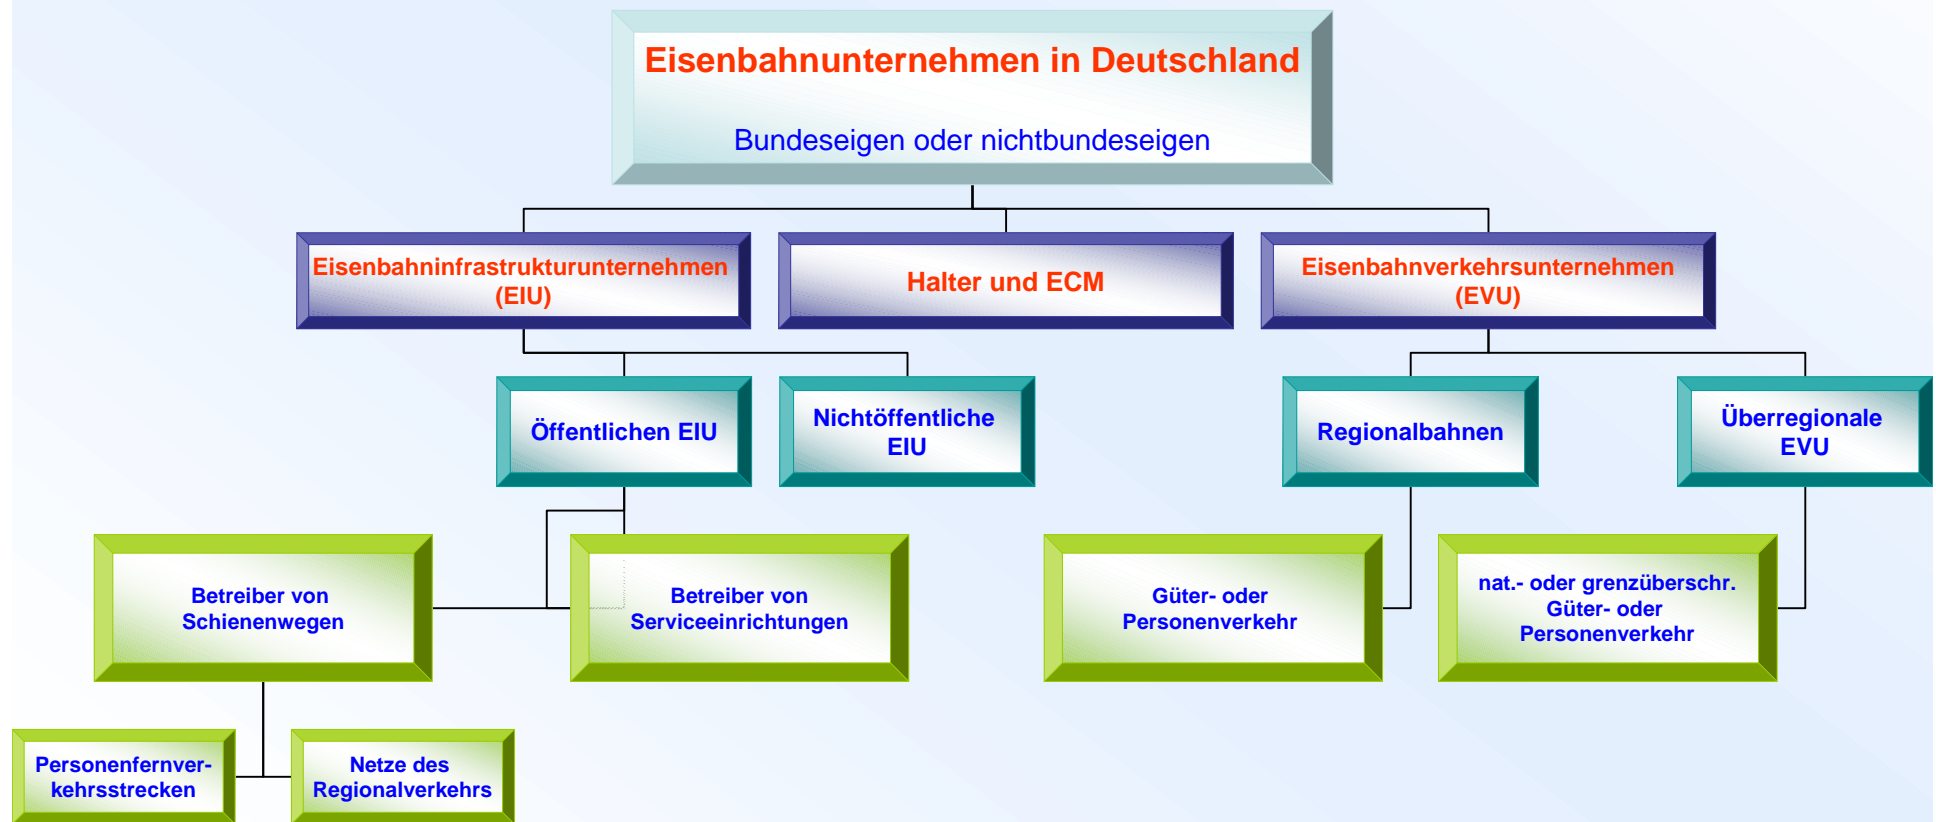 Eisenbahnunternehmen in Deutschland
Bundeseigen oder nichtbundeseigen
Eisenbahninfrastrukturunternehmen
(EIU)
Halter und ECM
Eisenbahnverkehrsunternehmen
(EVU)
Öffentlichen EIU
Nichtöffentliche
EIU
Regionalbahnen
Überregionale
EVU
Betreiber von
Schienenwegen
Betreiber von
Serviceeinrichtungen
Güter- oder
Personenverkehr
nat.- oder grenzüberschr.
Güter- oder
Personenverkehr
Personenfernver-
kehrsstrecken
Netze des
Regionalverkehrs